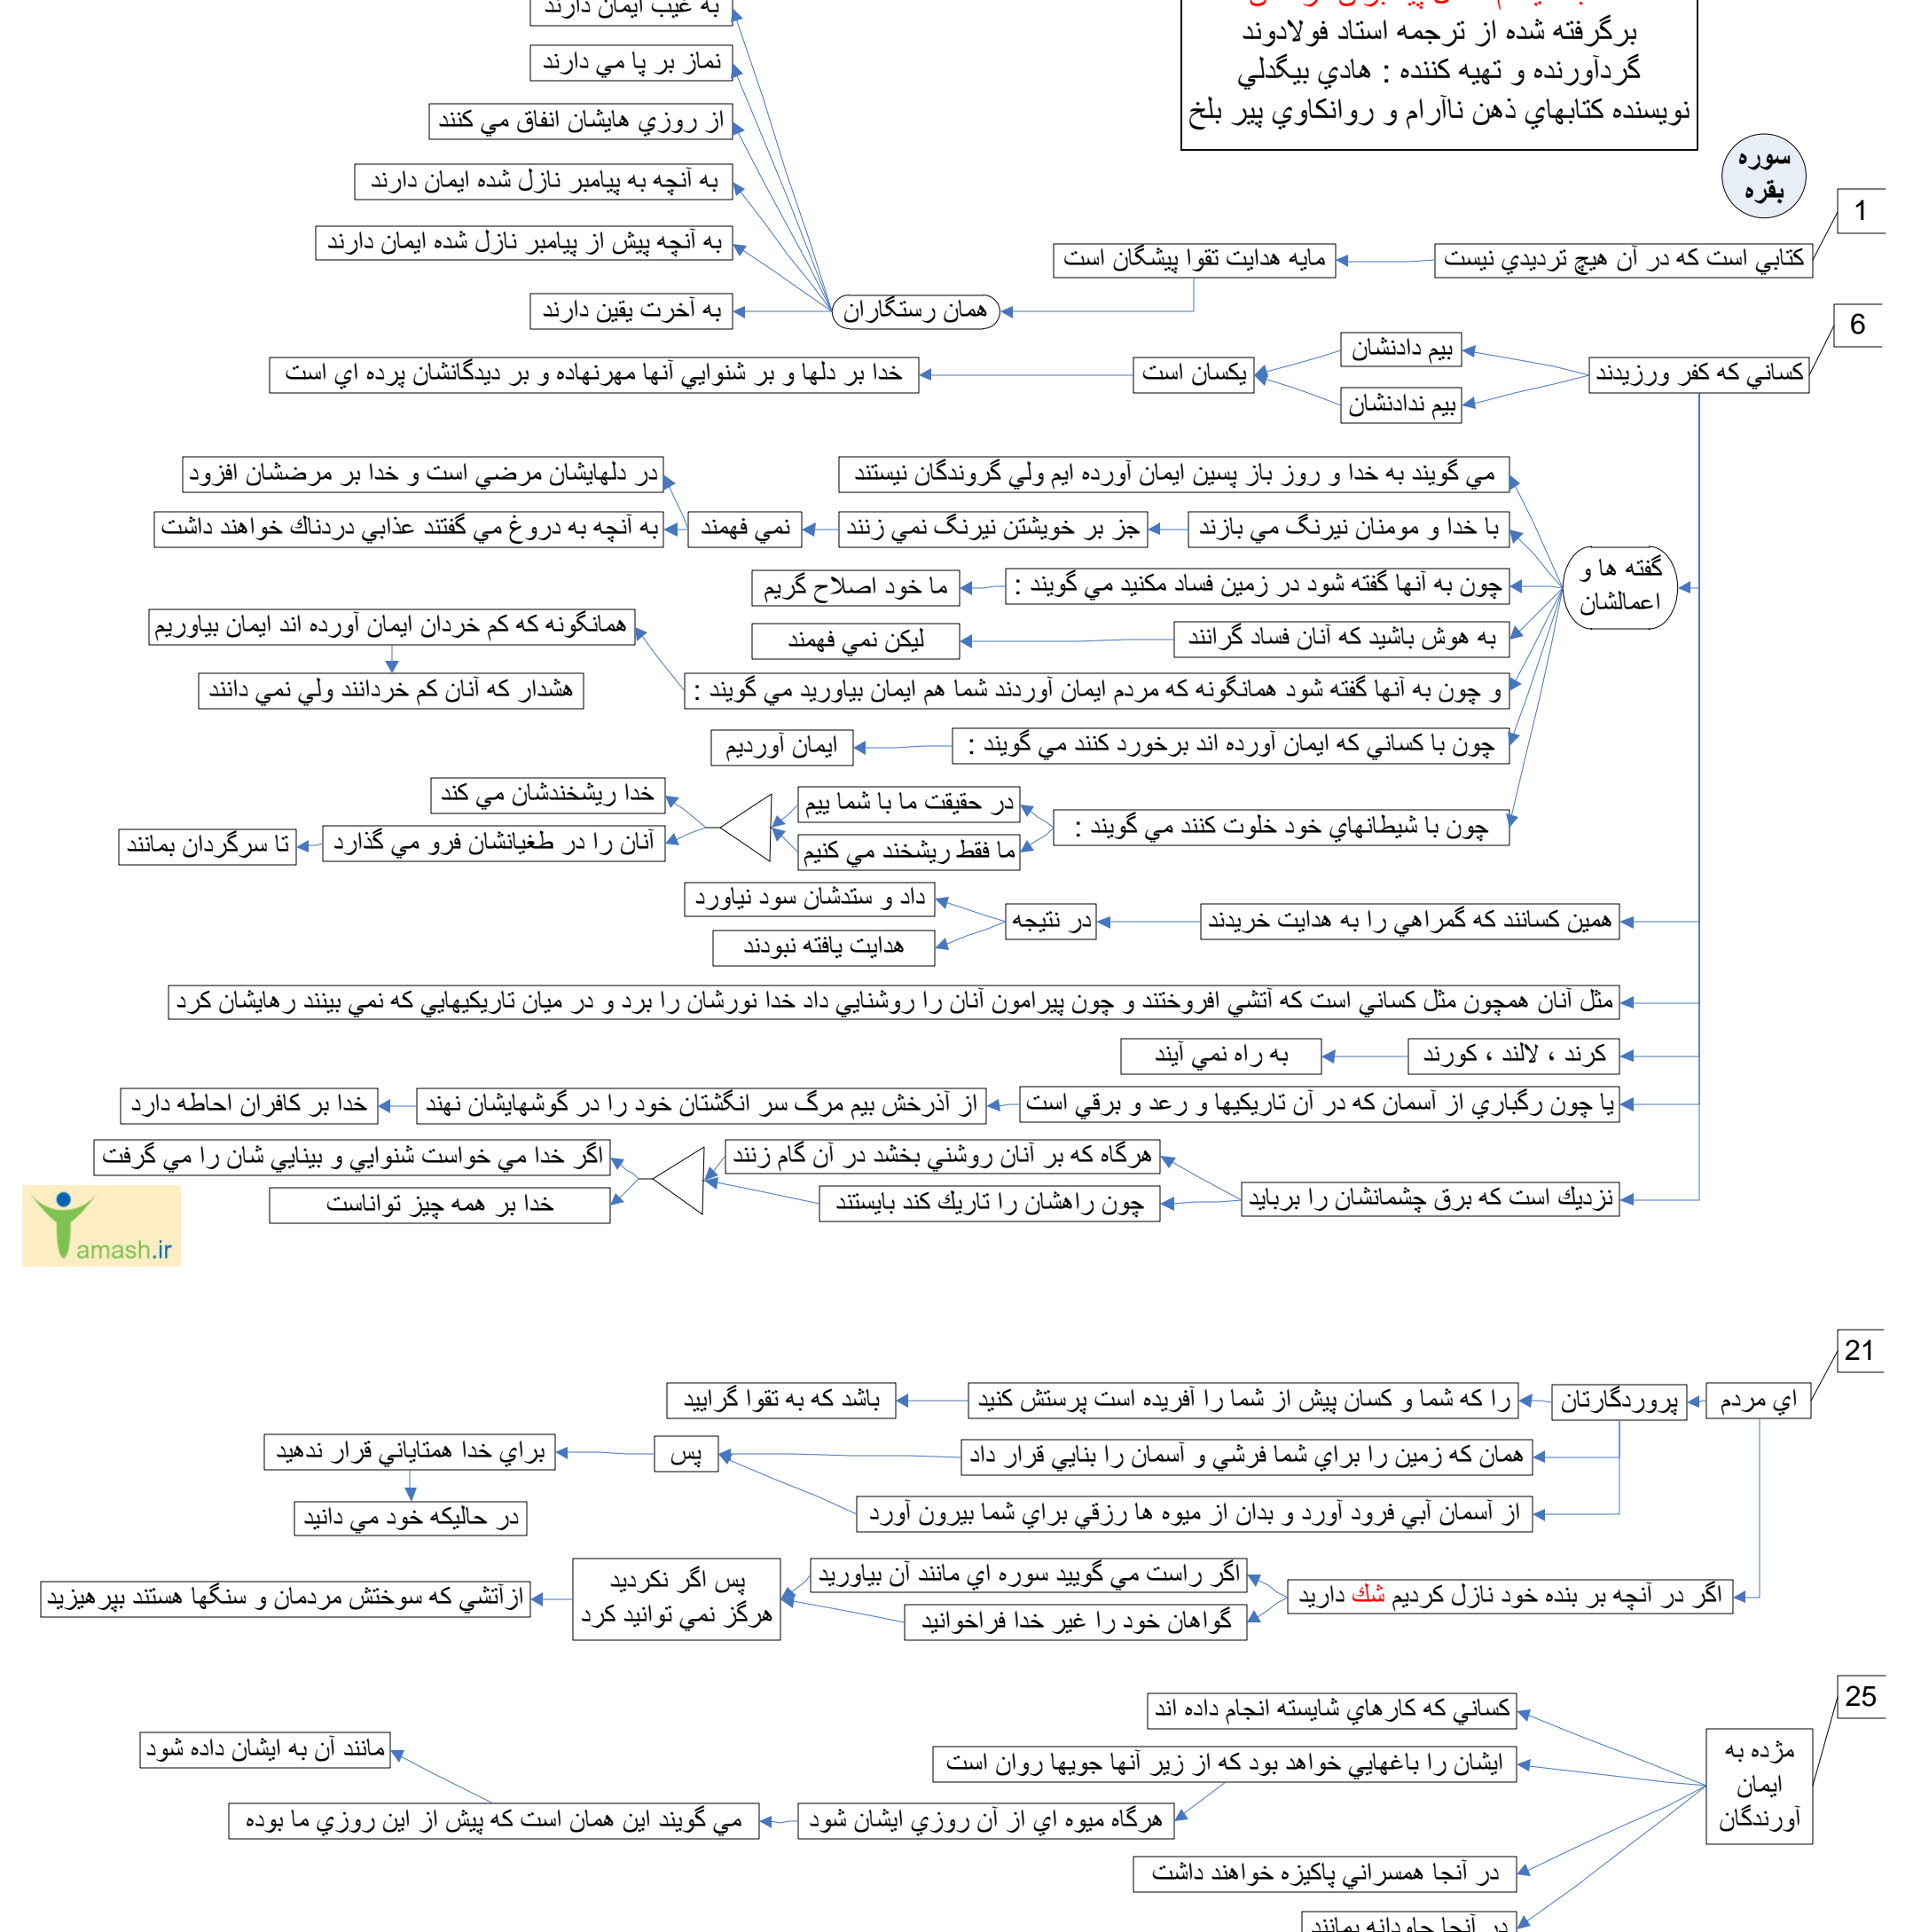 برگرفته شده از ترجمه استاد فولادوند
گردآورنده و تهيه كننده : هادي بيگدلي
نويسنده كتابهاي ذهن ناآرام و روانكاوي پير بلخ
سوره
بقره
1
كتابي است كه در آن هيچ ترديدي نيست
مايه هدايت تقوا پيشگان است
همان رستگاران
به غيب ايمان دارند
نماز بر پا مي دارند
از روزي هايشان انفاق مي كنند
به آنچه به پيامبر نازل شده ايمان دارند
به آنچه پيش از پيامبر نازل شده ايمان دارند
به آخرت يقين دارند
6
كساني كه كفر ورزيدند
بيم دادنشان
بيم ندادنشان
يكسان است
خدا بر دلها و بر شنوايي آنها مهرنهاده و بر ديدگانشان پرده اي است
گفته ها و
اعمالشان
مي گويند به خدا و روز باز پسين ايمان آورده ايم ولي گروندگان نيستند
با خدا و مومنان نيرنگ مي بازند
جز بر خويشتن نيرنگ نمي زنند
نمي فهمند
در دلهايشان مرضي است و خدا بر مرضشان افزود
به آنچه به دروغ مي گفتند عذابي دردناك خواهند داشت
چون به آنها گفته شود در زمين فساد مكنيد مي گويند :
ما خود اصلاح گريم
به هوش باشيد كه آنان فساد گرانند
ليكن نمي فهمند
و چون به آنها گفته شود همانگونه كه مردم ايمان آوردند شما هم ايمان بياوريد مي گويند :
همانگونه كه كم خردان ايمان آورده اند ايمان بياوريم
هشدار كه آنان كم خردانند ولي نمي دانند
چون با كساني كه ايمان آورده اند برخورد كنند مي گويند :
ايمان آورديم
چون با شيطانهاي خود خلوت كنند مي گويند :
در حقيقت ما با شما ييم
ما فقط ريشخند مي كنيم
خدا ريشخندشان مي كند
آنان را در طغيانشان فرو مي گذارد
تا سرگردان بمانند
همين كسانند كه گمراهي را به هدايت خريدند
در نتيجه
داد و ستدشان سود نياورد
هدايت يافته نبودند
مثل آنان همچون مثل كساني است كه آتشي افروختند و چون پيرامون آنان را روشنايي داد خدا نورشان را برد و در ميان تاريكيهايي كه نمي بينند رهايشان كرد
كرند ، لالند ، كورند
به راه نمي آيند
يا چون رگباري از آسمان كه در آن تاريكيها و رعد و برقي است
از آذرخش بيم مرگ سر انگشتان خود را در گوشهايشان نهند
خدا بر كافران احاطه دارد
نزديك است كه برق چشمانشان را بربايد
هرگاه كه بر آنان روشني بخشد در آن گام زنند
چون راهشان را تاريك كند بايستند
اگر خدا مي خواست شنوايي و بينايي شان را مي گرفت
خدا بر همه چيز تواناست
amash.ir
21
اي مردم
پروردگارتان
را كه شما و كسان پيش از شما را آفريده است پرستش كنيد
باشد كه به تقوا گراييد
همان كه زمين را براي شما فرشي و آسمان را بنايي قرار داد
از آسمان آبي فرود آورد و بدان از ميوه ها رزقي براي شما بيرون آورد
پس
براي خدا همتاياني قرار ندهيد
در حاليكه خود مي دانيد
اگر در آنچه بر بنده خود نازل كرديم شك داريد
اگر راست مي گوييد سوره اي مانند آن بياوريد
گواهان خود را غير خدا فراخوانيد
پس اگر نكرديد
هرگز نمي توانيد كرد
ازآتشي كه سوختش مردمان و سنگها هستند بپرهيزيد
25
مژده به
ايمان
آورندگان
كساني كه كارهاي شايسته انجام داده اند
ايشان را باغهايي خواهد بود كه از زير آنها جويها روان است
هرگاه ميوه اي از آن روزي ايشان شود
مي گويند اين همان است كه پيش از اين روزي ما بوده
مانند آن به ايشان داده شود
در آنجا همسراني پاكيزه خواهند داشت
در آنجا جاودانه بمانند